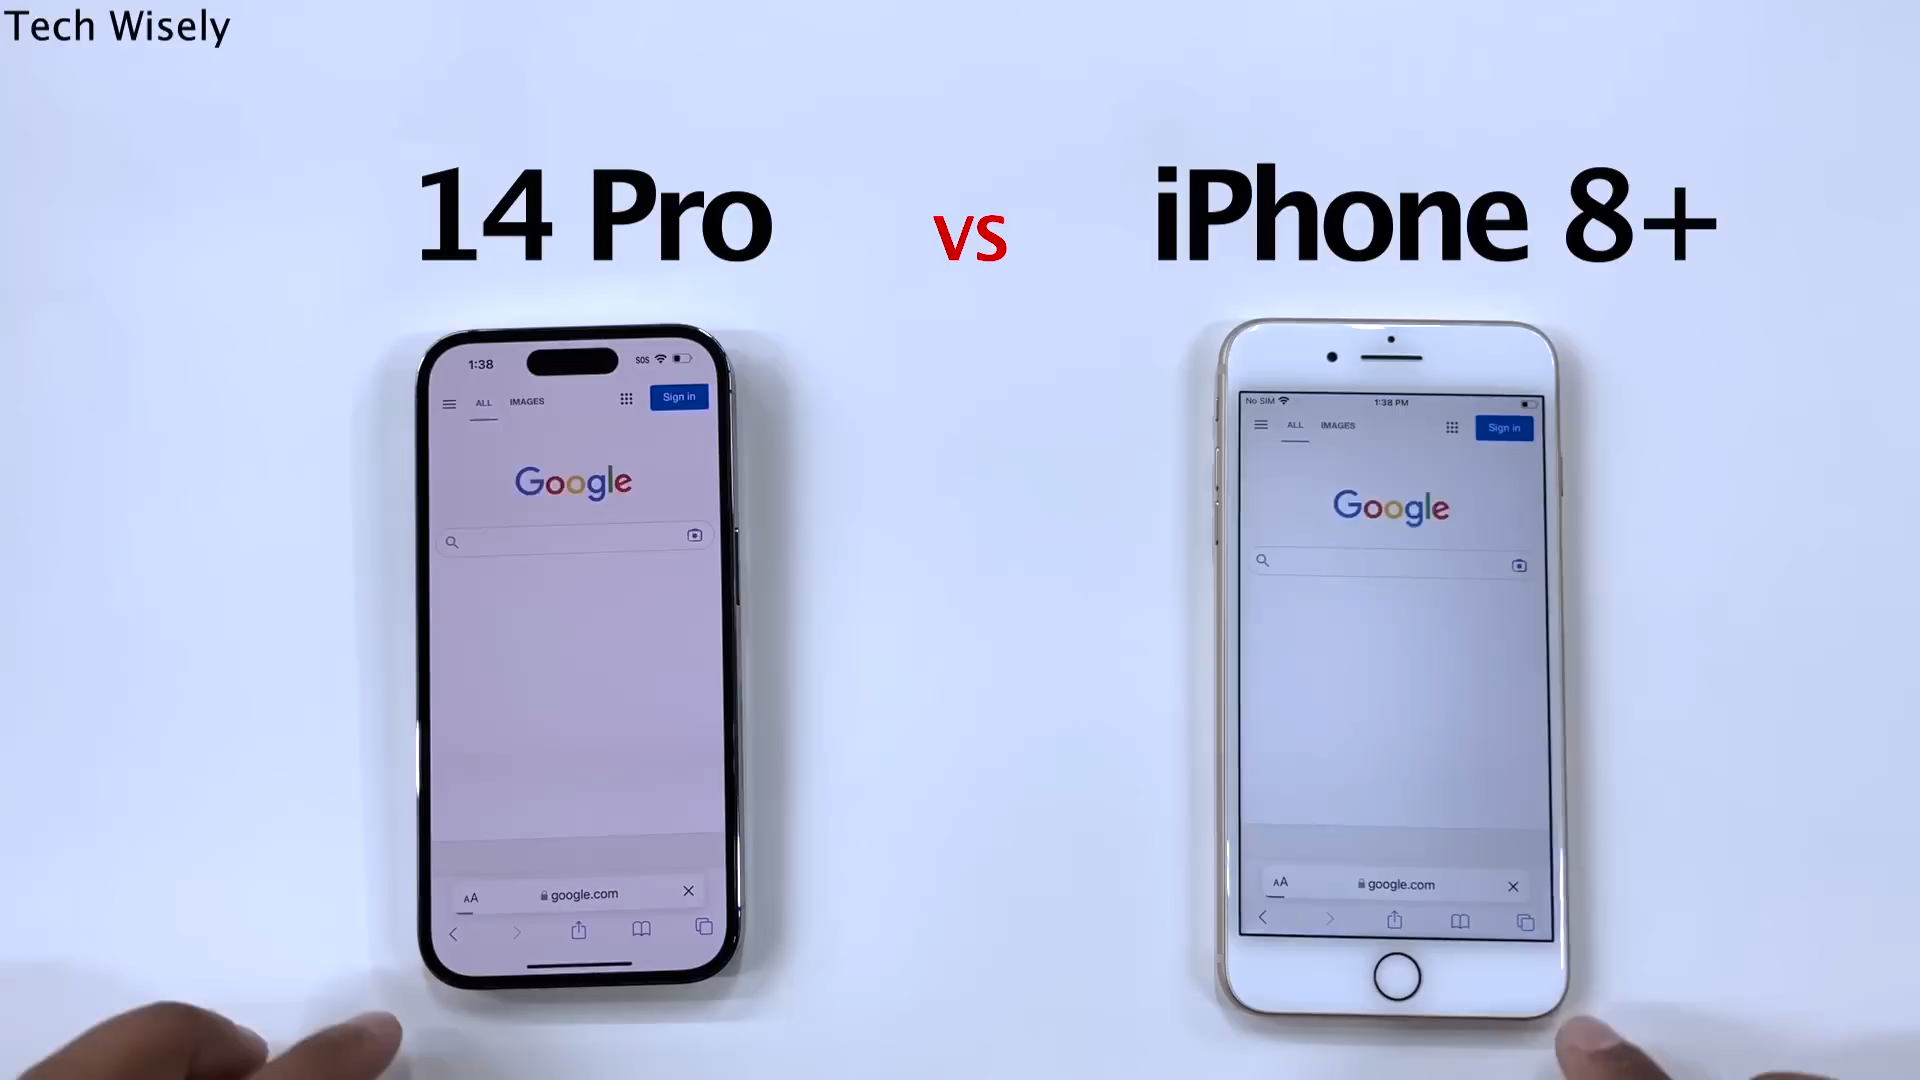 Tech Wisely
14 Pro vs iPhone 8+
1:38 SOS
ALL IMAGES Sign in
Google
AA google.com
No SIM 1:38 PM
ALL IMAGES Sign in
Google
AA google.com